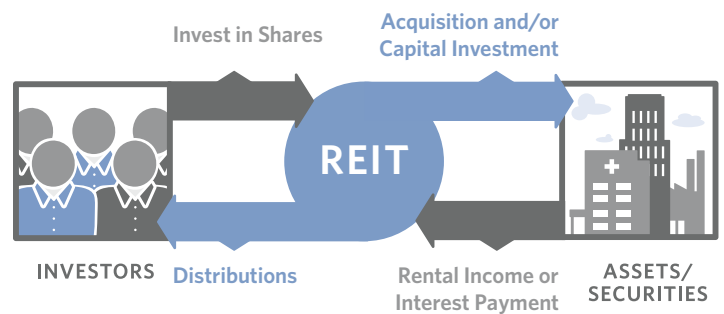 Invest in Shares
Acquisition and/or
Capital Investment
REIT
INVESTORS
Distributions
Rental Income or
Interest Payment
ASSETS/
SECURITIES